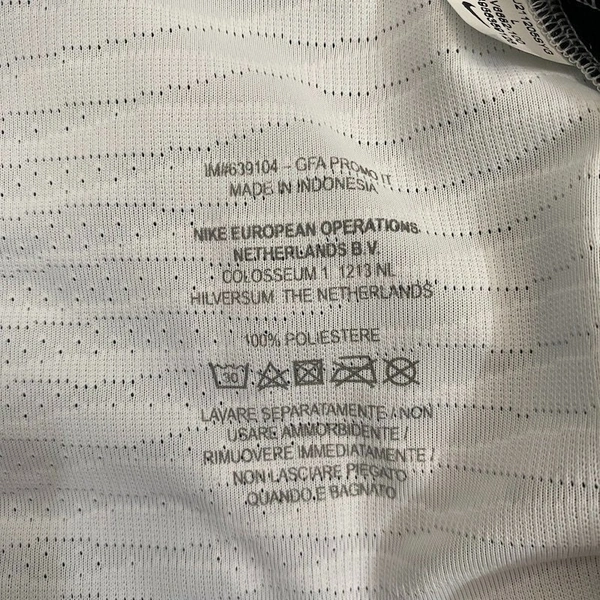 IM#639104 - GFA PROMO IT
MADE IN INDONESIA
NIKE EUROPEAN OPERATIONS
NETHERLANDS B.V.
COLOSSEUM 1 1213 NL
HILVERSUM THE NETHERLANDS
100% POLIESTERE
30
LAVARE SEPARATAMENTE / NON
USARE AMMORBIDENTE /
RIMUOVERE IMMEDIATAMENTE /
NON LASCIARE PIEGATO
QUANDO E BAGNATO